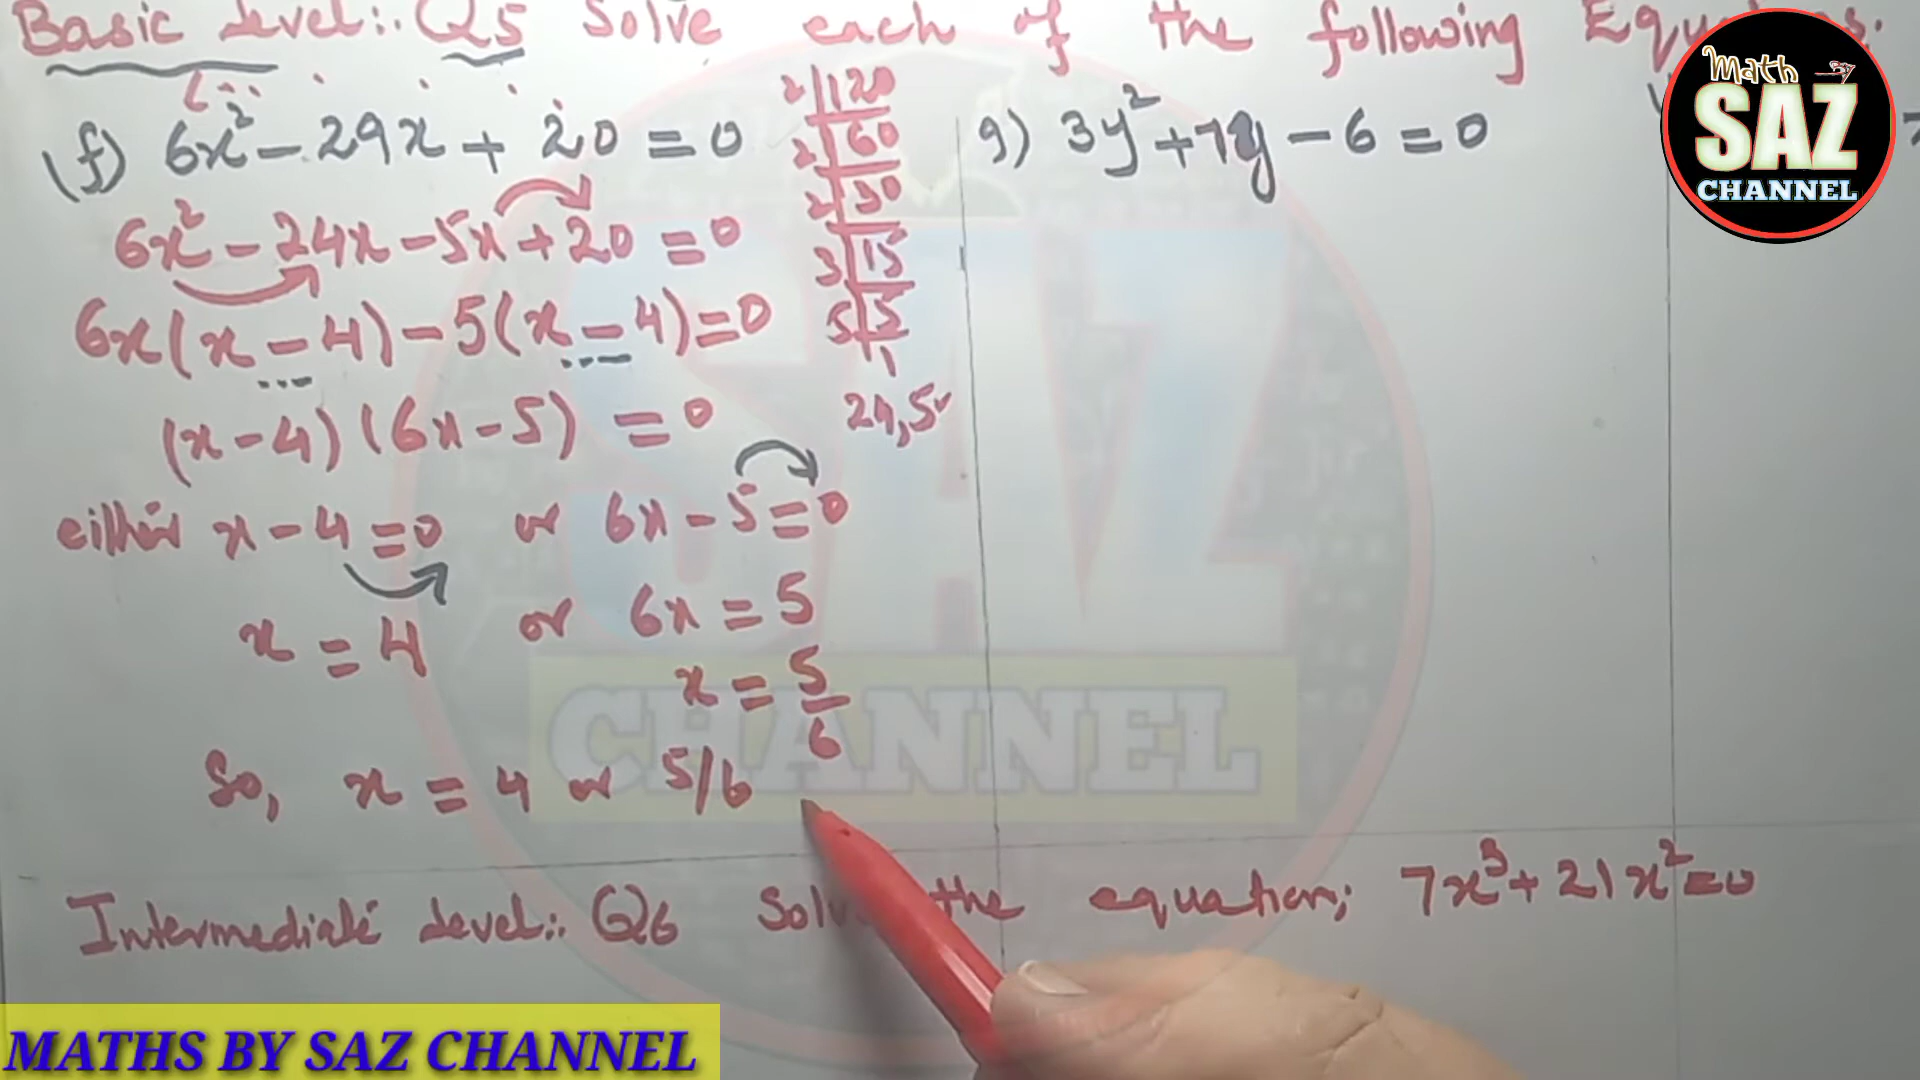 Basic Level:. Q5 Solve each of the following
(f) 6x² - 29x + 20 = 0
6x² - 24x - 5x + 20 = 0
6x(x - 4) - 5(x - 4) = 0
(x - 4)(6x - 5) = 0
either x - 4 = 0 or 6x - 5 = 0
x = 4 or 6x = 5
x = 5/6
So, x = 4 or 5/6
2|120
2|60
2|30
3|15
5|5
1
24,5
g) 3y² + 7y - 6 = 0
Intermediate Level:. Q6 the equation; 7x³ + 21x² = 0
Math
SAZ
CHANNEL
SAZ
CHANNEL
MATHS BY SAZ CHANNEL